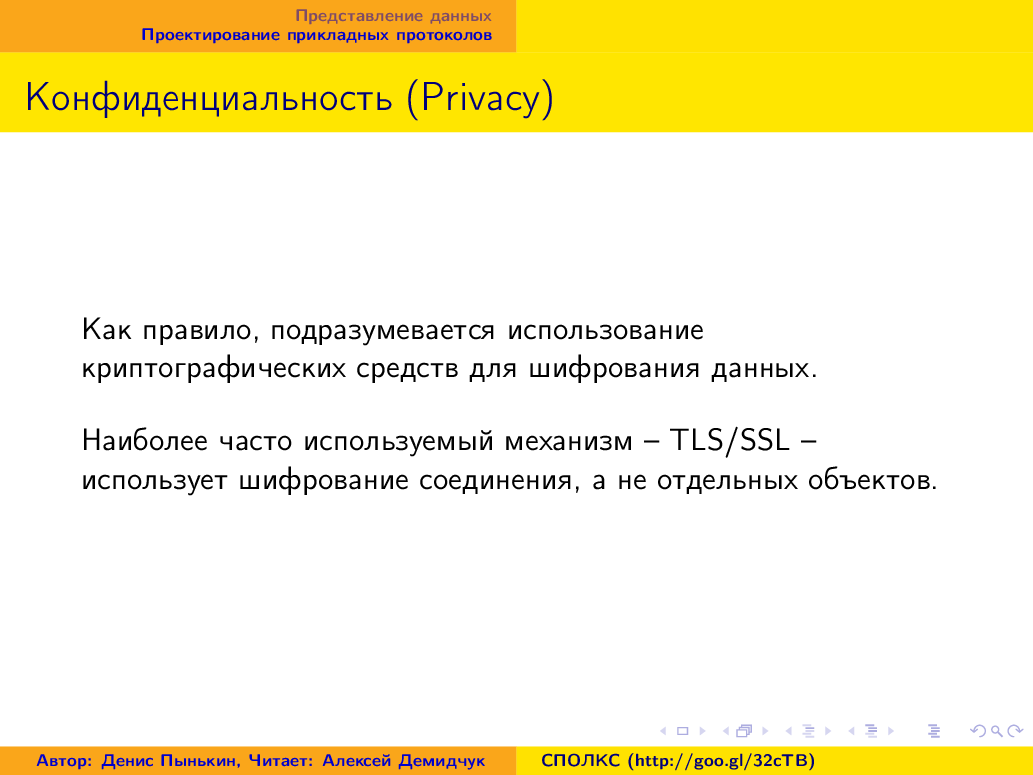 Представление данных
Проектирование прикладных протоколов
Конфиденциальность (Privacy)
Как правило, подразумевается использование
криптографических средств для шифрования данных.
Наиболее часто используемый механизм – TLS/SSL –
использует шифрование соединения, а не отдельных объектов.
Автор: Денис Пынькин, Читает: Алексей Демидчук
СПОЛКС (http://goo.gl/32cTB)